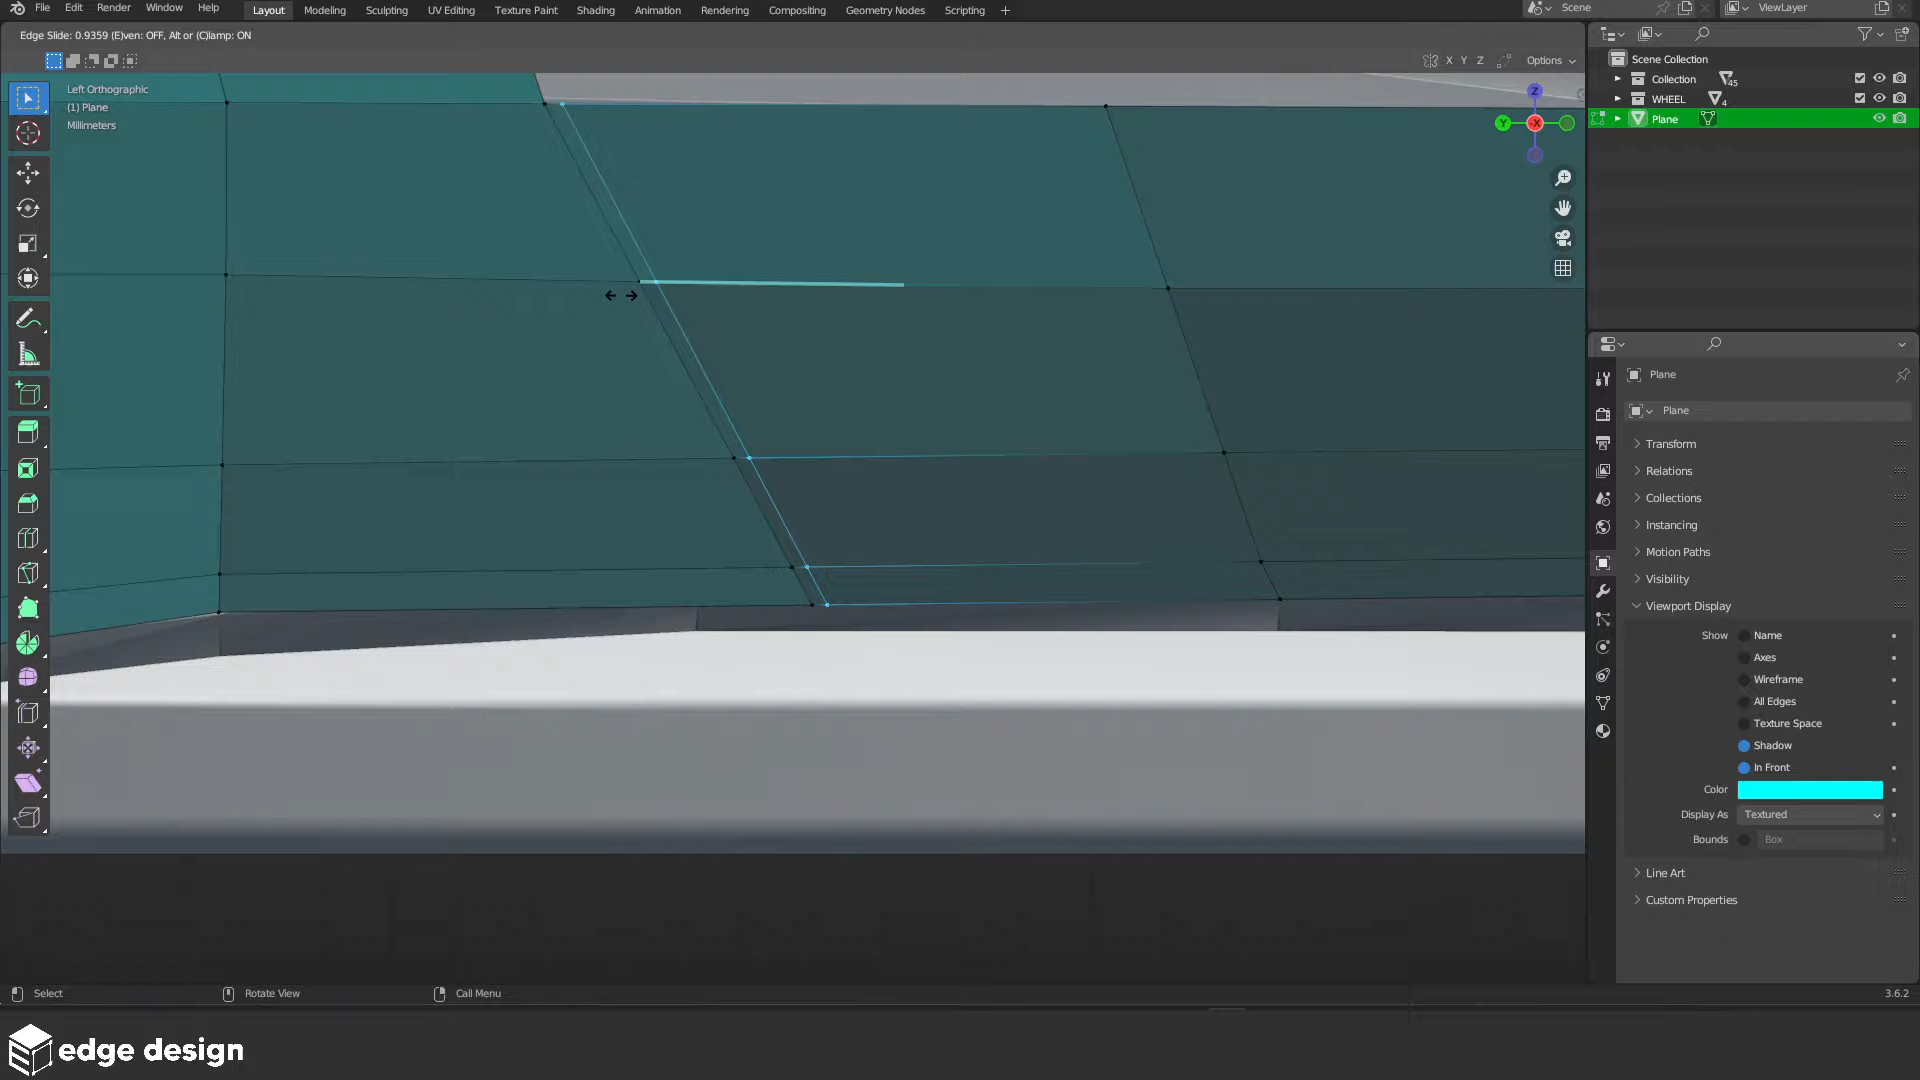 File Edit Render Window Help Layout Modeling Sculpting UV Editing Texture Paint Shading Animation Rendering Compositing Geometry Nodes Scripting + Scene ViewLayer
Edge Slide: 0.9359 (E)ven: OFF, Alt or (C)lamp: ON
X Y Z Options
Left Orthographic
(1) Plane
Millimeters
Z
Y
-X
Scene Collection
Collection 45
WHEEL 4
Plane
Plane
Plane
Transform
Relations
Collections
Instancing
Motion Paths
Visibility
Viewport Display
Show Name
Axes
Wireframe
All Edges
Texture Space
Shadow
In Front
Color
Display As Textured
Bounds Box
Line Art
Custom Properties
Select Rotate View Call Menu 3.6.2
edge design